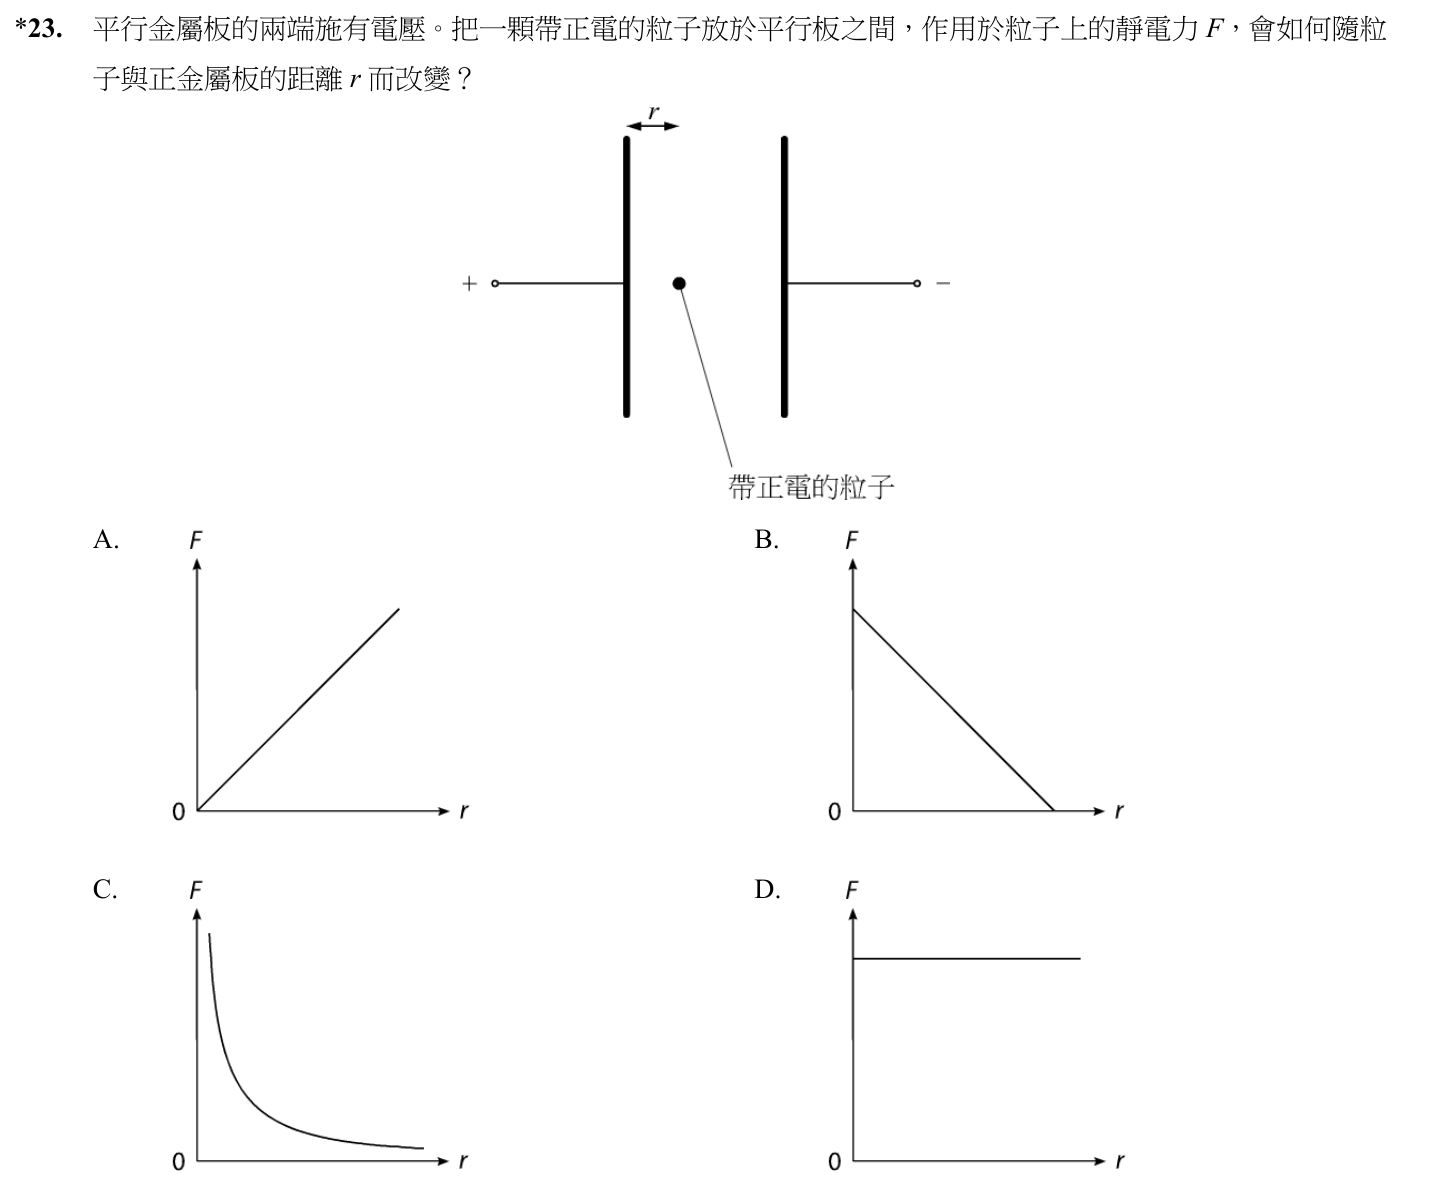 *23. 平行金屬板的兩端施有電壓。把一顆帶正電的粒子放於平行板之間，作用於粒子上的靜電力 F，會如何隨粒
子與正金屬板的距離 r 而改變？
r
+ −
帶正電的粒子
A. F B. F
0 r 0 r
C. F D. F
0 r 0 r